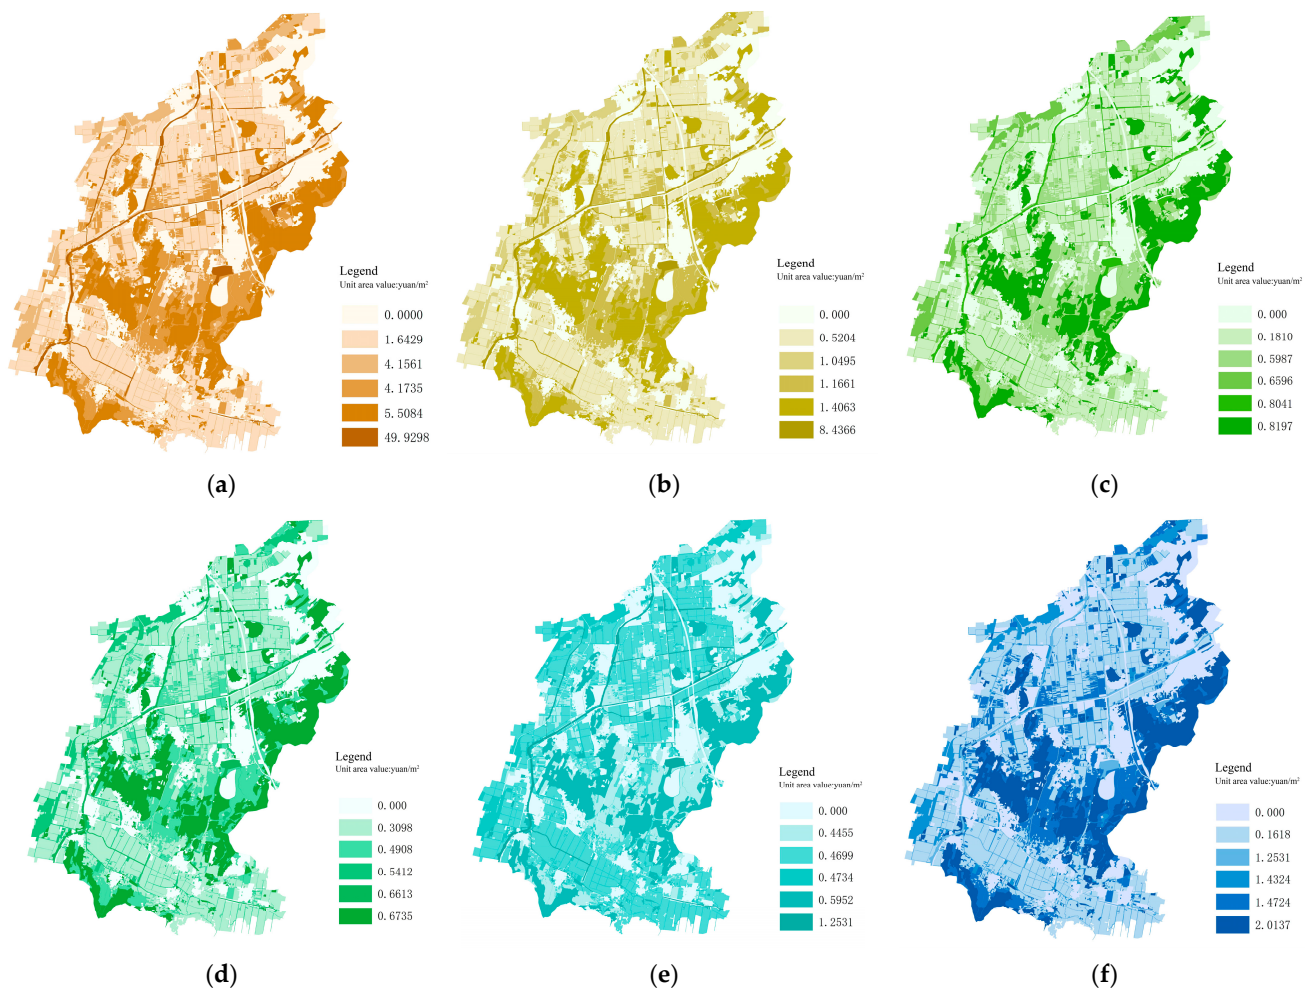 Legend
Unit area value:yuan/m²
0. 0000
1. 6429
4. 1561
4. 1735
5. 5084
49. 9298
(a)
Legend
Unit area value:yuan/m²
0. 000
0. 5204
1. 0495
1. 1661
1. 4063
8. 4366
(b)
Legend
Unit area value:yuan/m²
0. 000
0. 1810
0. 5987
0. 6596
0. 8041
0. 8197
(c)
Legend
Unit area value:yuan/m²
0. 000
0. 3098
0. 4908
0. 5412
0. 6613
0. 6735
(d)
Legend
Unit area value:yuan/m²
0. 000
0. 4455
0. 4699
0. 4734
0. 5952
1. 2531
(e)
Legend
Unit area value:yuan/m²
0. 000
0. 1618
1. 2531
1. 4324
1. 4724
2. 0137
(f)